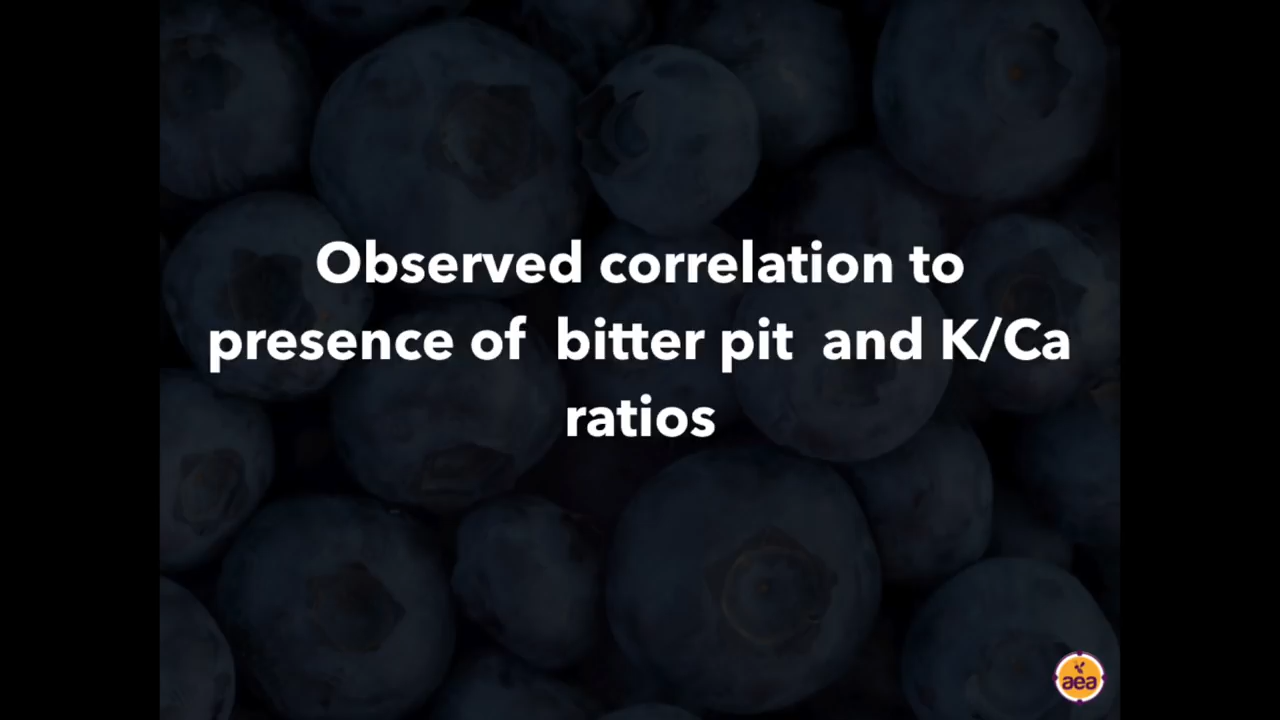 Observed correlation to
presence of  bitter pit  and K/Ca
ratios
aea